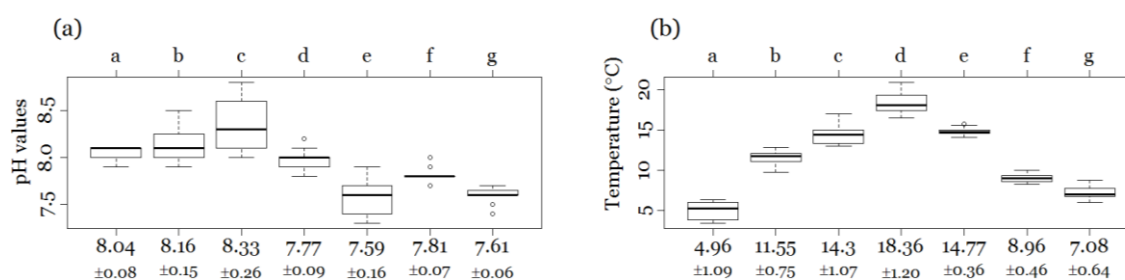 (a)
a b c d e f g
pH values
8.5
8.0
7.5
8.04 8.16 8.33 7.77 7.59 7.81 7.61
±0.08 ±0.15 ±0.26 ±0.09 ±0.16 ±0.07 ±0.06
(b)
a b c d e f g
Temperature (°C)
20
15
10
5
4.96 11.55 14.3 18.36 14.77 8.96 7.08
±1.09 ±0.75 ±1.07 ±1.20 ±0.36 ±0.46 ±0.64